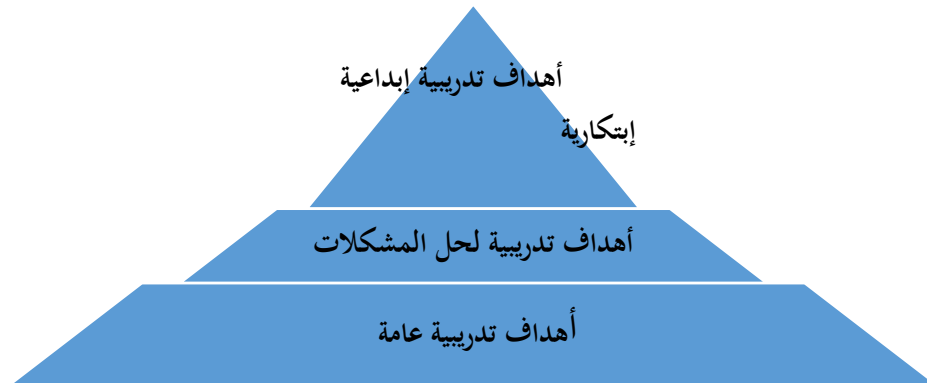 أهداف تدريبية إبداعية
إبتكارية
أهداف تدريبية لحل المشكلات
أهداف تدريبية عامة